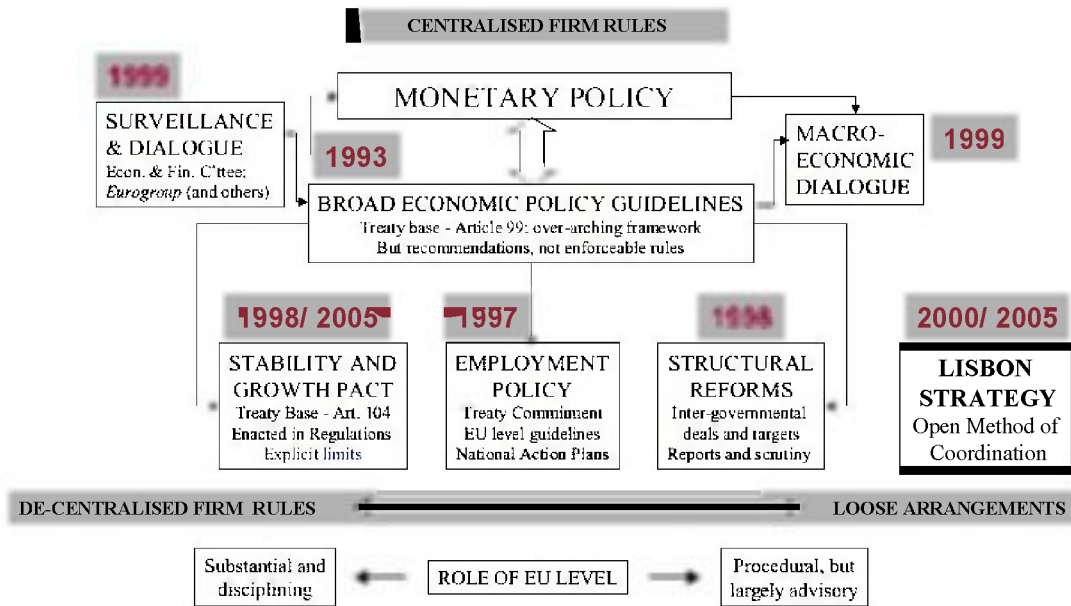 CENTRALISED FIRM RULES
1999
MONETARY POLICY
SURVEILLANCE
& DIALOGUE
Econ. & Fin. C'ttee;
Eurogroup (and others)
1993
MACRO-
ECONOMIC
DIALOGUE
1999
BROAD ECONOMIC POLICY GUIDELINES
Treaty base - Article 99: over-arching framework
But recommendations, not enforceable rules
1998/ 2005
1997
2000/ 2005
STABILITY AND
GROWTH PACT
Treaty Base - Art. 104
Enacted in Regulations
Explicit limits
EMPLOYMENT
POLICY
Treaty Commitment
EU level guidelines
National Action Plans
STRUCTURAL
REFORMS
Inter-governmental
deals and targets
Reports and scrutiny
LISBON
STRATEGY
Open Method of
Coordination
DE-CENTRALISED FIRM RULES
LOOSE ARRANGEMENTS
Substantial and
disciplining
ROLE OF EU LEVEL
Procedural, but
largely advisory